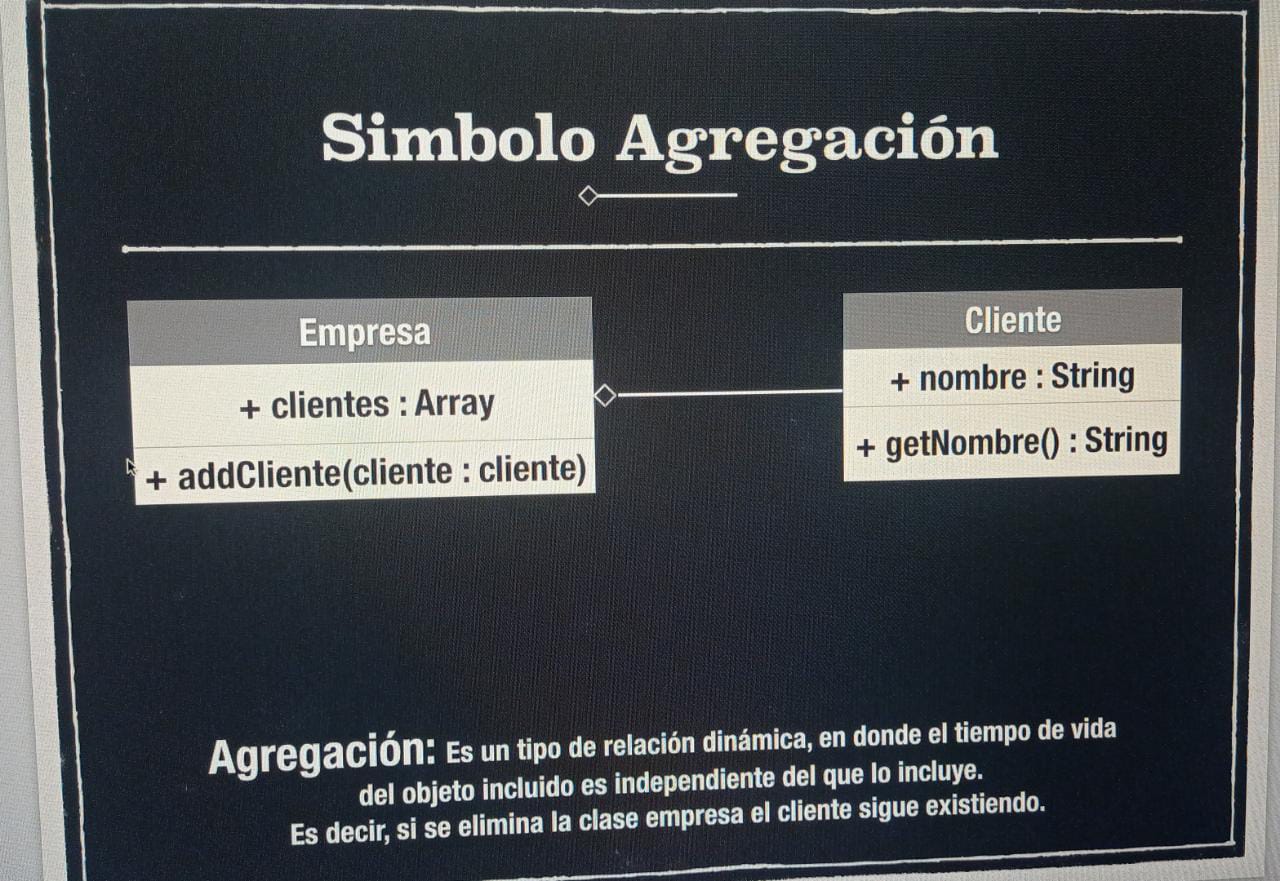 Simbolo Agregación
Empresa
+ clientes : Array
+ addCliente(cliente : cliente)
Cliente
+ nombre : String
+ getNombre() : String
Agregación: Es un tipo de relación dinámica, en donde el tiempo de vida
del objeto incluido es independiente del que lo incluye.
Es decir, si se elimina la clase empresa el cliente sigue existiendo.